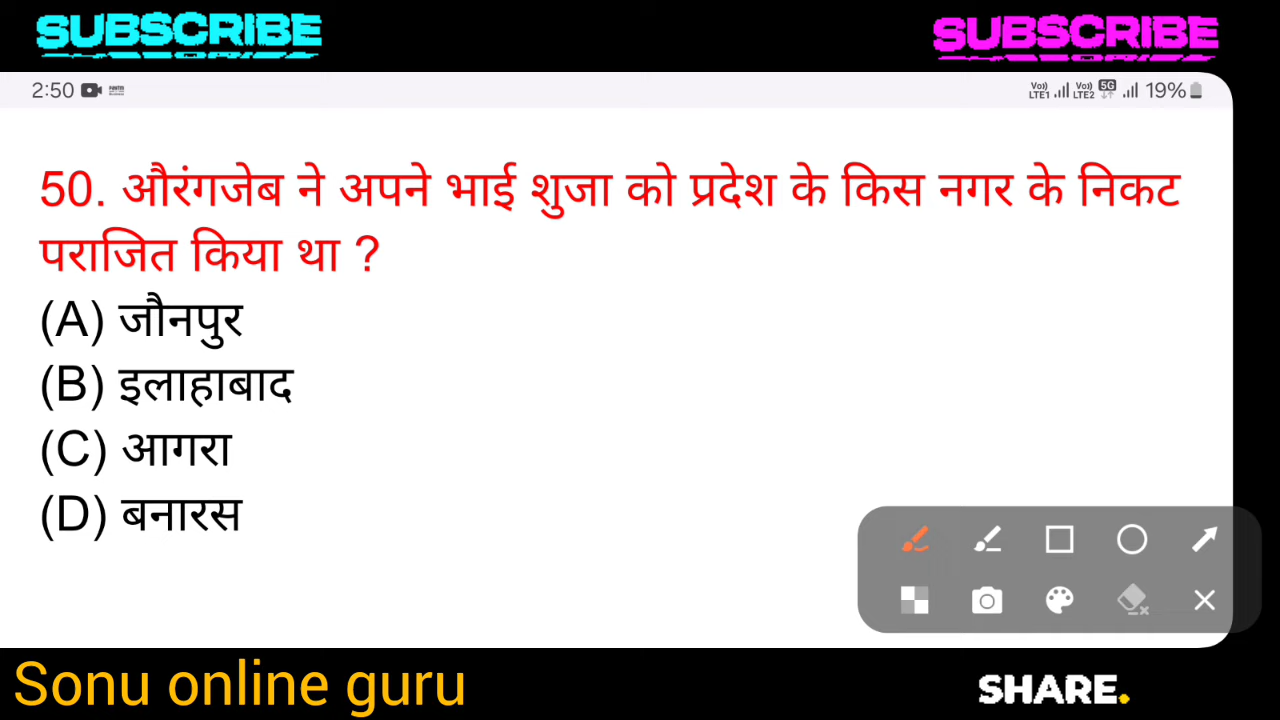 SUBSCRIBE SUBSCRIBE
2:50 19%
50. औरंगजेब ने अपने भाई शुजा को प्रदेश के किस नगर के निकट
पराजित किया था ?
(A) जौनपुर
(B) इलाहाबाद
(C) आगरा
(D) बनारस
Sonu online guru
SHARE.